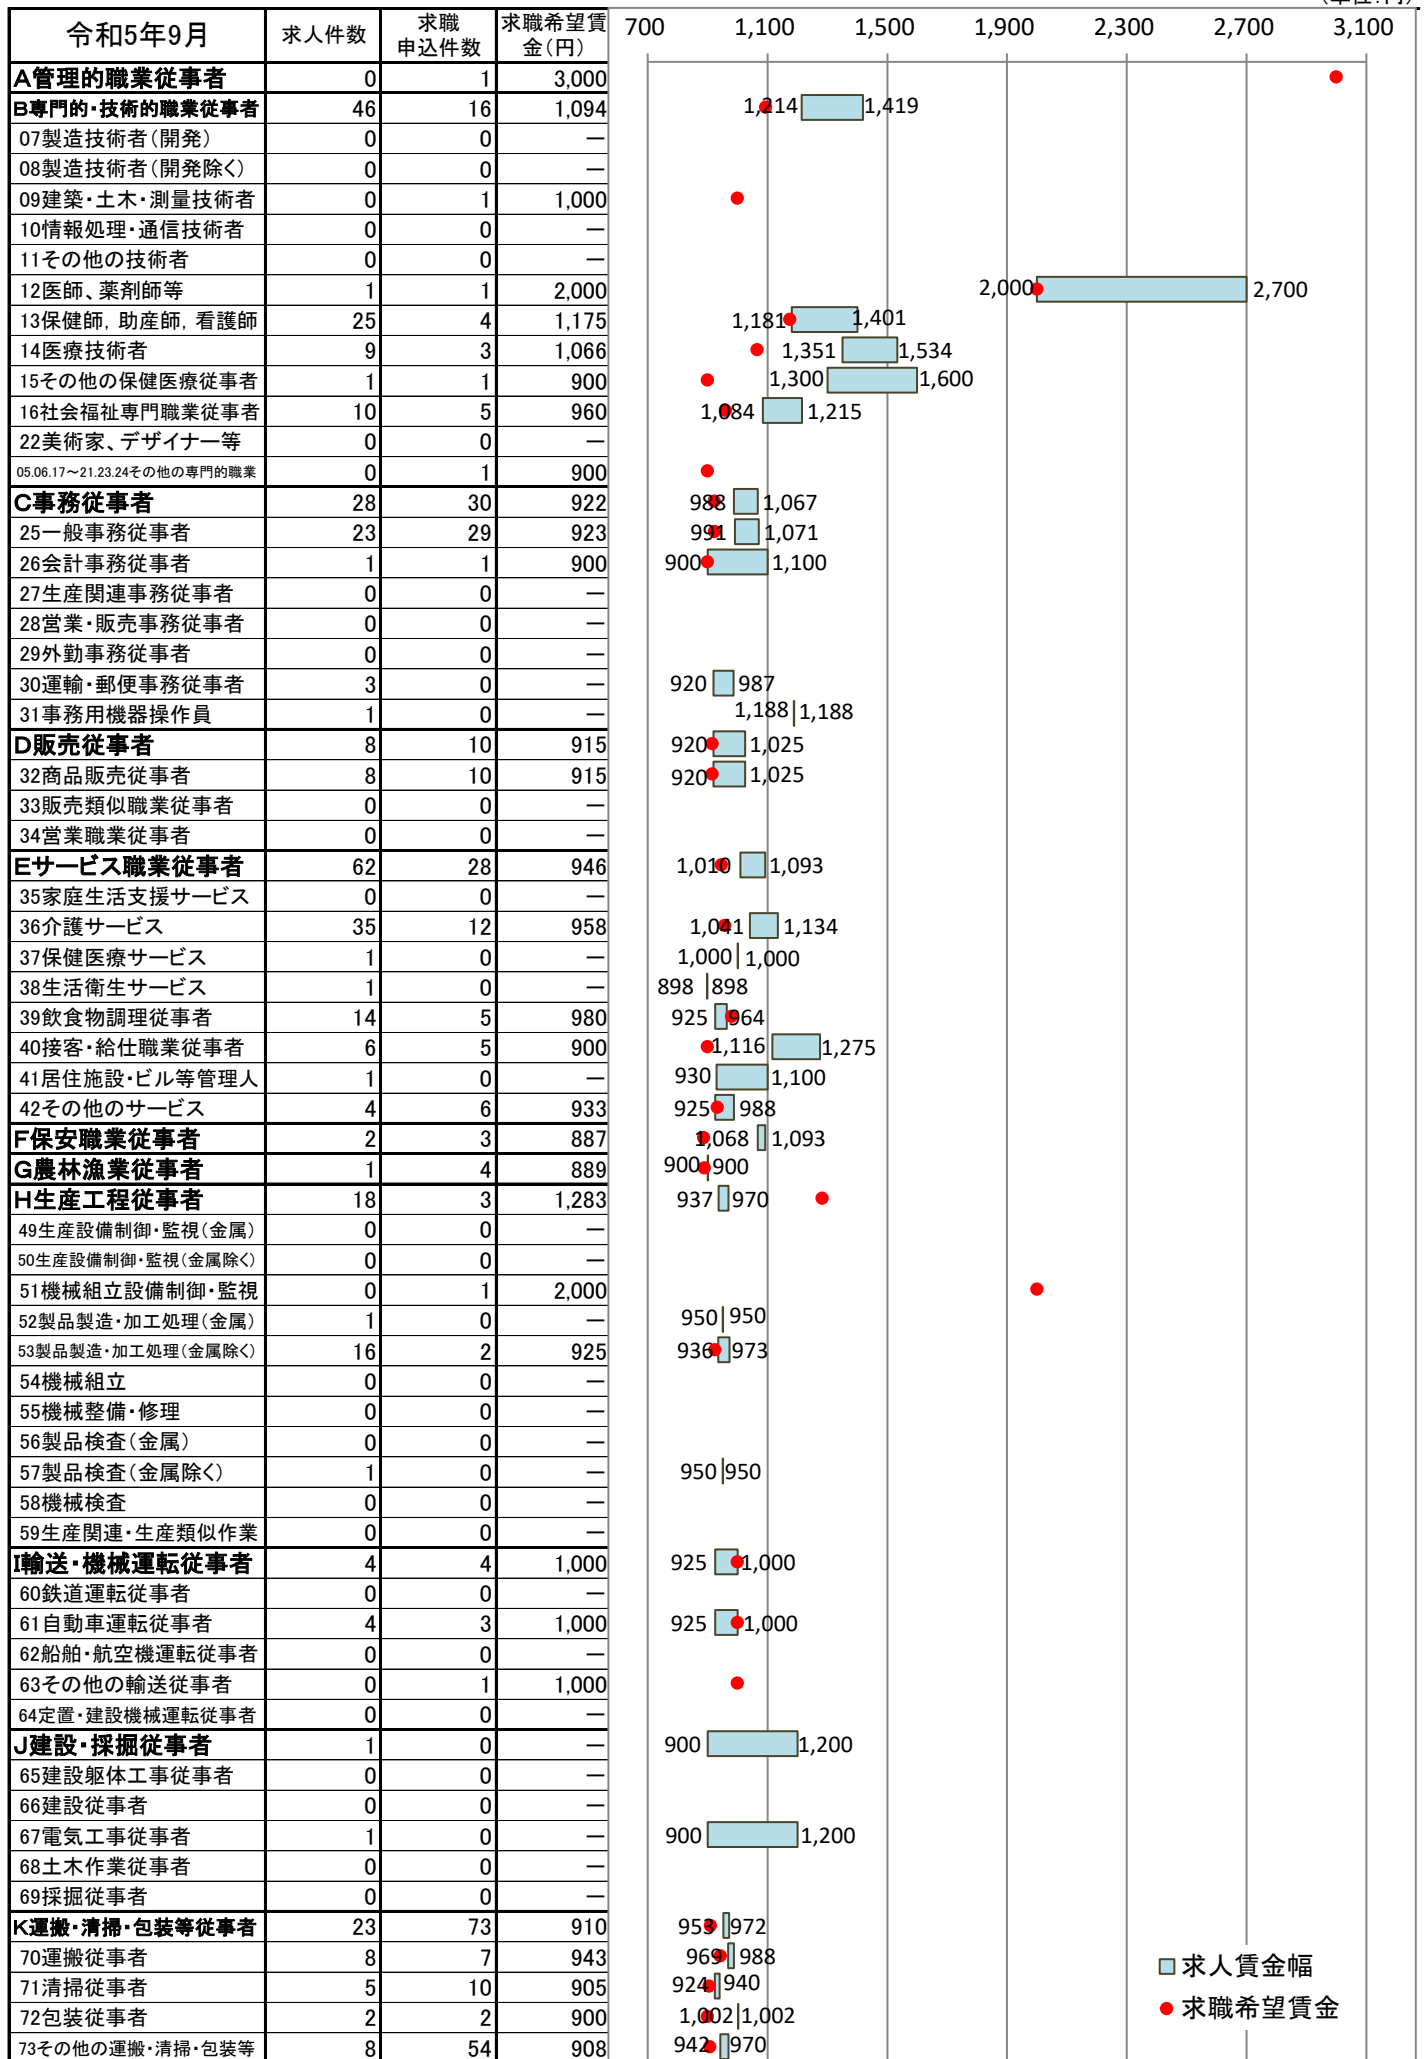 (単位:円)
令和5年9月 求人件数 求職申込件数 求職希望賃金(円) 700 1,100 1,500 1,900 2,300 2,700 3,100
A管理的職業従事者 0 1 3,000
B専門的・技術的職業従事者 46 16 1,094 1,214 1,419
07製造技術者(開発) 0 0 ―
08製造技術者(開発除く) 0 0 ―
09建築・土木・測量技術者 0 1 1,000
10情報処理・通信技術者 0 0 ―
11その他の技術者 0 0 ―
12医師、薬剤師等 1 1 2,000 2,000 2,700
13保健師, 助産師, 看護師 25 4 1,175 1,181 1,401
14医療技術者 9 3 1,066 1,351 1,534
15その他の保健医療従事者 1 1 900 1,300 1,600
16社会福祉専門職業従事者 10 5 960 1,084 1,215
22美術家、デザイナー等 0 0 ―
05.06.17~21.23.24その他の専門的職業 0 1 900
C事務従事者 28 30 922 988 1,067
25一般事務従事者 23 29 923 991 1,071
26会計事務従事者 1 1 900 900 1,100
27生産関連事務従事者 0 0 ―
28営業・販売事務従事者 0 0 ―
29外勤事務従事者 0 0 ―
30運輸・郵便事務従事者 3 0 ― 920 987
31事務用機器操作員 1 0 ― 1,188 1,188
D販売従事者 8 10 915 920 1,025
32商品販売従事者 8 10 915 920 1,025
33販売類似職業従事者 0 0 ―
34営業職業従事者 0 0 ―
Eサービス職業従事者 62 28 946 1,010 1,093
35家庭生活支援サービス 0 0 ―
36介護サービス 35 12 958 1,041 1,134
37保健医療サービス 1 0 ― 1,000 1,000
38生活衛生サービス 1 0 ― 898 898
39飲食物調理従事者 14 5 980 925 964
40接客・給仕職業従事者 6 5 900 1,116 1,275
41居住施設・ビル等管理人 1 0 ― 930 1,100
42その他のサービス 4 6 933 925 988
F保安職業従事者 2 3 887 1,068 1,093
G農林漁業従事者 1 4 889 900 900
H生産工程従事者 18 3 1,283 937 970
49生産設備制御・監視(金属) 0 0 ―
50生産設備制御・監視(金属除く) 0 0 ―
51機械組立設備制御・監視 0 1 2,000
52製品製造・加工処理(金属) 1 0 ― 950 950
53製品製造・加工処理(金属除く) 16 2 925 936 973
54機械組立 0 0 ―
55機械整備・修理 0 0 ―
56製品検査(金属) 0 0 ―
57製品検査(金属除く) 1 0 ― 950 950
58機械検査 0 0 ―
59生産関連・生産類似作業 0 0 ―
I輸送・機械運転従事者 4 4 1,000 925 1,000
60鉄道運転従事者 0 0 ―
61自動車運転従事者 4 3 1,000 925 1,000
62船舶・航空機運転従事者 0 0 ―
63その他の輸送従事者 0 1 1,000
64定置・建設機械運転従事者 0 0 ―
J建設・採掘従事者 1 0 ― 900 1,200
65建設躯体工事従事者 0 0 ―
66建設従事者 0 0 ―
67電気工事従事者 1 0 ― 900 1,200
68土木作業従事者 0 0 ―
69採掘従事者 0 0 ―
K運搬・清掃・包装等従事者 23 73 910 953 972
70運搬従事者 8 7 943 969 988
71清掃従事者 5 10 905 924 940
72包装従事者 2 2 900 1,002 1,002
73その他の運搬・清掃・包装等 8 54 908 942 970
求人賃金幅
求職希望賃金